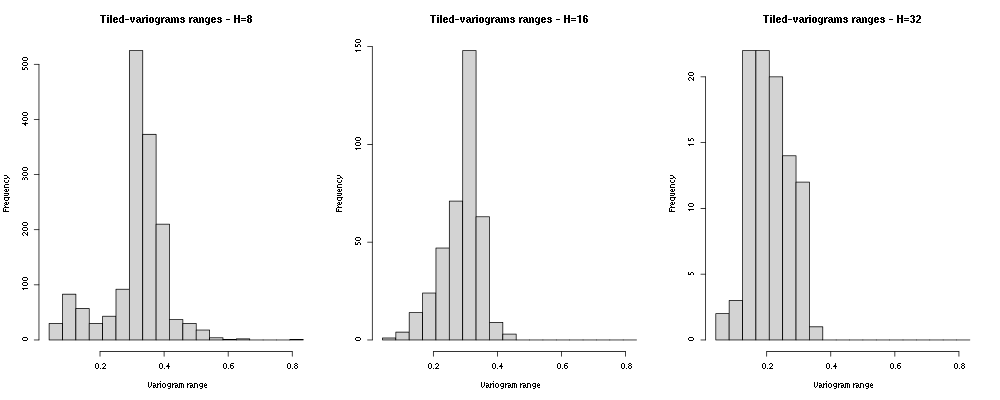 Tiled-variograms ranges - H=8
Frequency
500
400
300
200
100
0
0.2 0.4 0.6 0.8
Variogram range
Tiled-variograms ranges - H=16
Frequency
150
100
50
0
0.2 0.4 0.6 0.8
Variogram range
Tiled-variograms ranges - H=32
Frequency
20
15
10
5
0
0.2 0.4 0.6 0.8
Variogram range